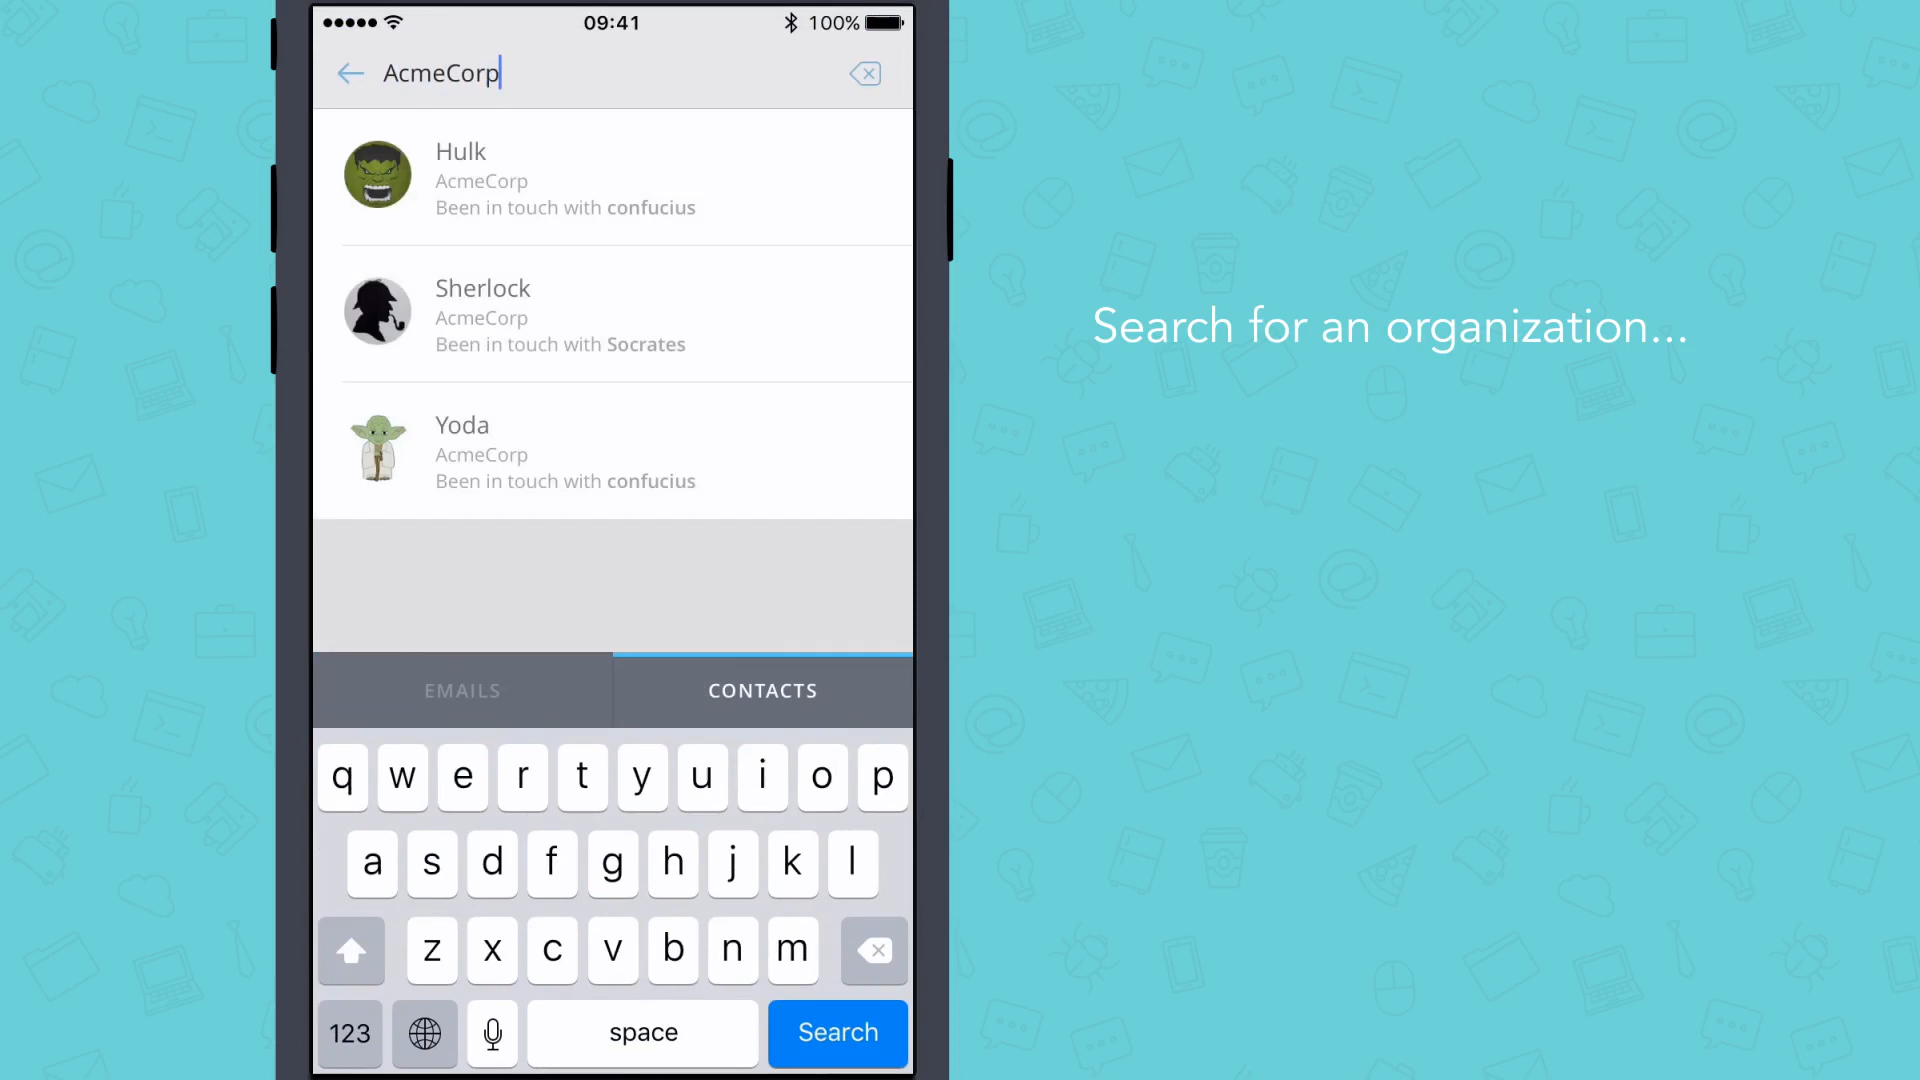 09:41
100%
AcmeCorp
Hulk
AcmeCorp
Been in touch with confucius
Sherlock
AcmeCorp
Been in touch with Socrates
Yoda
AcmeCorp
Been in touch with confucius
EMAILS
CONTACTS
q w e r t y u i o p
a s d f g h j k l
z x c v b n m
123 space Search
Search for an organization...